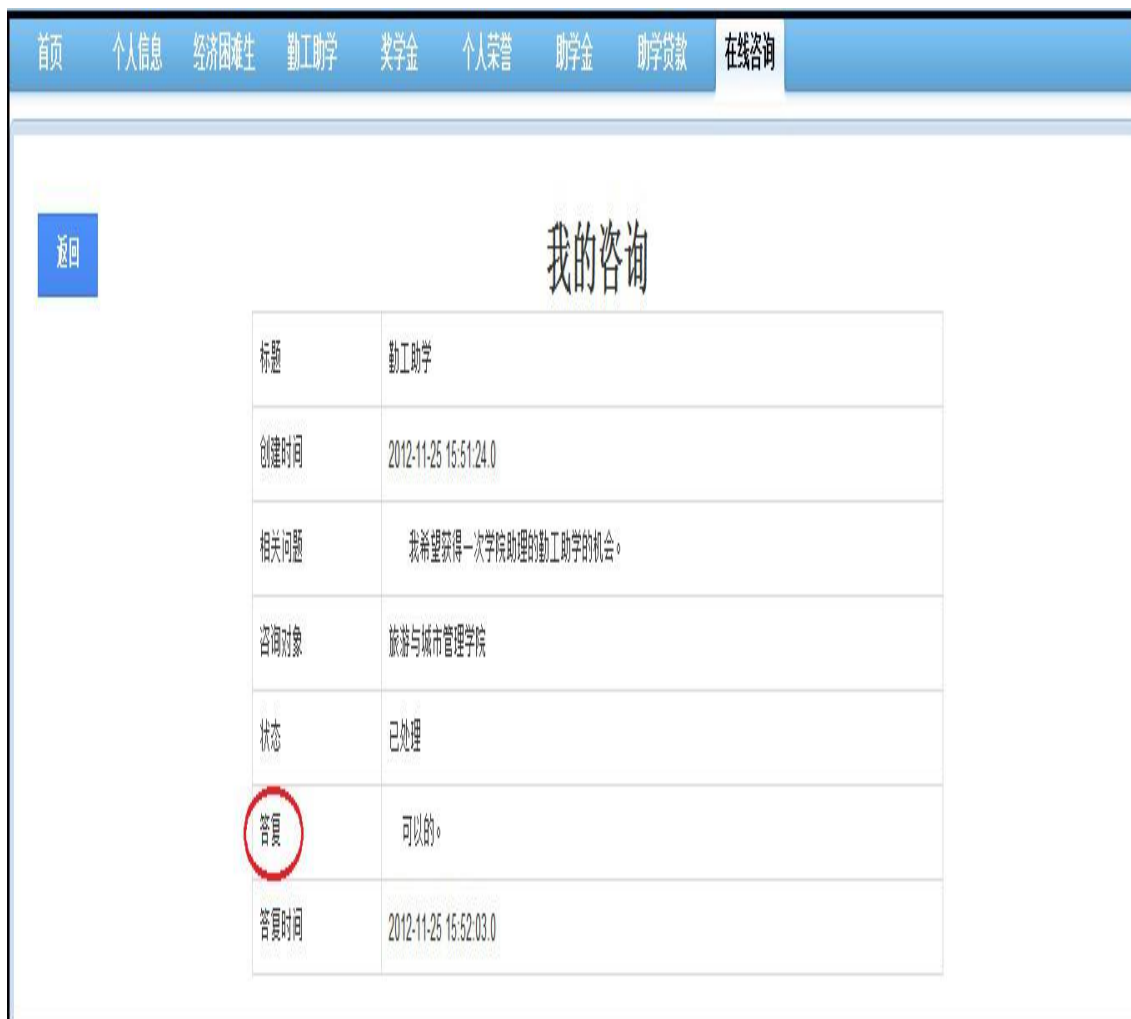 首页 个人信息 经济困难生 勤工助学 奖学金 个人荣誉 助学金 助学贷款 在线咨询
返回
我的咨询
标题 勤工助学
创建时间 2012-11-25 15:51:24.0
相关问题 我希望获得一次学院助理的勤工助学的机会。
咨询对象 旅游与城市管理学院
状态 已处理
答复 可以的。
答复时间 2012-11-25 15:52:03.0